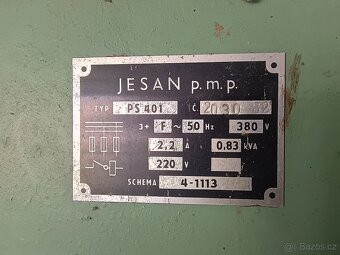 JESAN p.m.p.
TYP PS 401 Č. 2030
3+ F ~ 50 Hz 380 V
2,2 A 0.83 kVA
220 V
SCHEMA 4-1113
© Bazos.cz